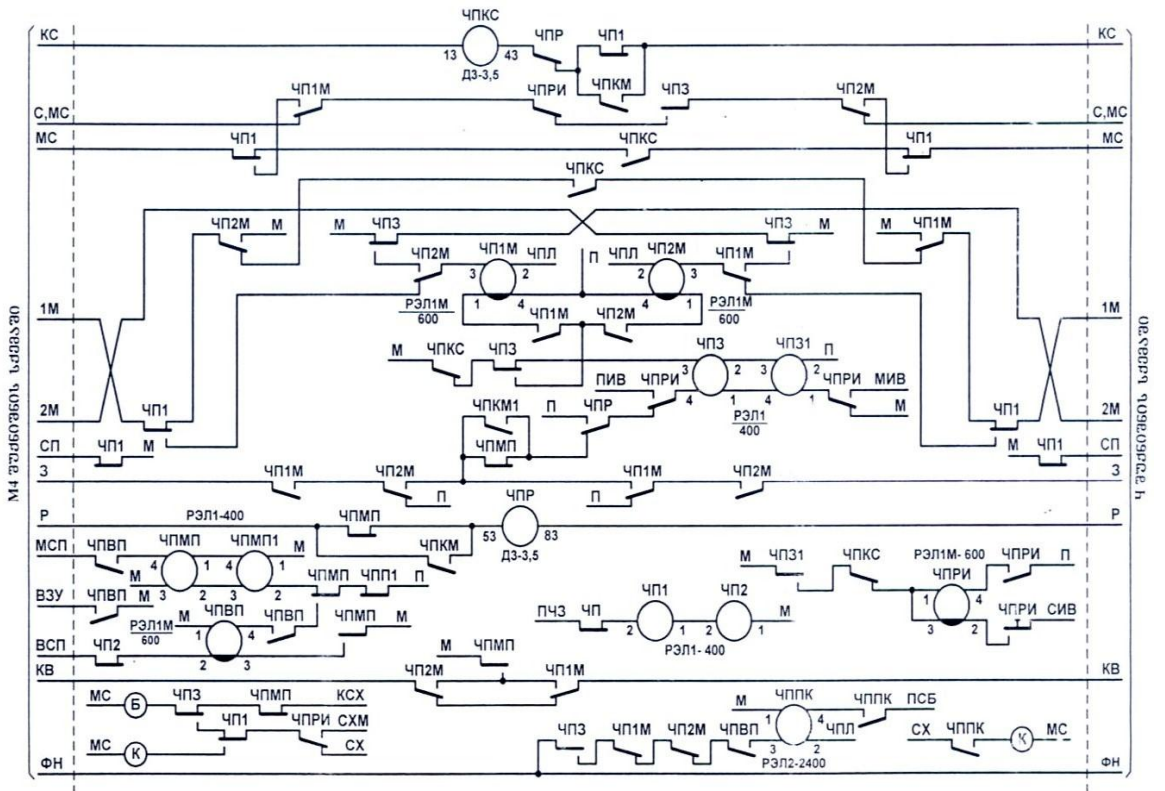 ЧПКС
КС 13 43 ЧПР ЧП1 КС
ДЗ-3,5
ЧПКМ
ЧП1М ЧПРИ ЧП3 ЧП2М
С,МС С,МС
МС ЧП1 ЧПКС ЧП1 МС
ЧПКС
ЧП2М М М ЧП3 ЧП3 М М ЧП1М
ЧП2М ЧП1М ЧПЛ П ЧПЛ ЧП2М ЧП1М
3 2 2 3
1 4 4 1
РЭЛ1М РЭЛ1М
600 600
1М ЧП1М ЧП2М 1М
М ЧПКС ЧП3 ЧП3 ЧП31 П
3 2 3 2
ПИВ ЧПРИ 4 1 4 1 ЧПРИ МИВ
РЭЛ1
400
М
2М ЧП1 ЧПКМ1 П ЧПР ЧП1 2М
СП ЧП1 М ЧПМП М ЧП1 СП
З ЧП1М ЧП2М ЧП1М ЧП2М З
П П
ЧПР
Р РЭЛ1-400 ЧПМП 53 83 Р
ДЗ-3,5
МСП ЧПВП ЧПМП ЧПМП1 М ЧПКМ
4 1 4 1
М 3 2 3 2 ЧПМП ЧПП1 П
М ЧП31 ЧПКС РЭЛ1М-600 ЧПРИ П
ЧПРИ
1 4
3 2 ЧПРИ СИВ
ВЗУ ЧПВП М
РЭЛ1М
600
ЧПВП
М 1 4 ЧПВП ЧПМП М
ПЧ3 ЧП ЧП1 ЧП2 М
2 1 2 1
РЭЛ1-400
ВСП ЧП2 2 3
М ЧПМП
КВ ЧП2М ЧП1М КВ
МС Б ЧП3 ЧПМП КСХ
ЧП1 ЧПРИ СХМ
МС К СХ
М ЧППК ЧППК ПСБ
1 4
ЧП3 ЧП1М ЧП2М ЧПВП 3 2 ЧПЛ
РЭЛ2-2400
СХ ЧППК К МС
ФН ФН
М4 შუქნიშნის
Ч